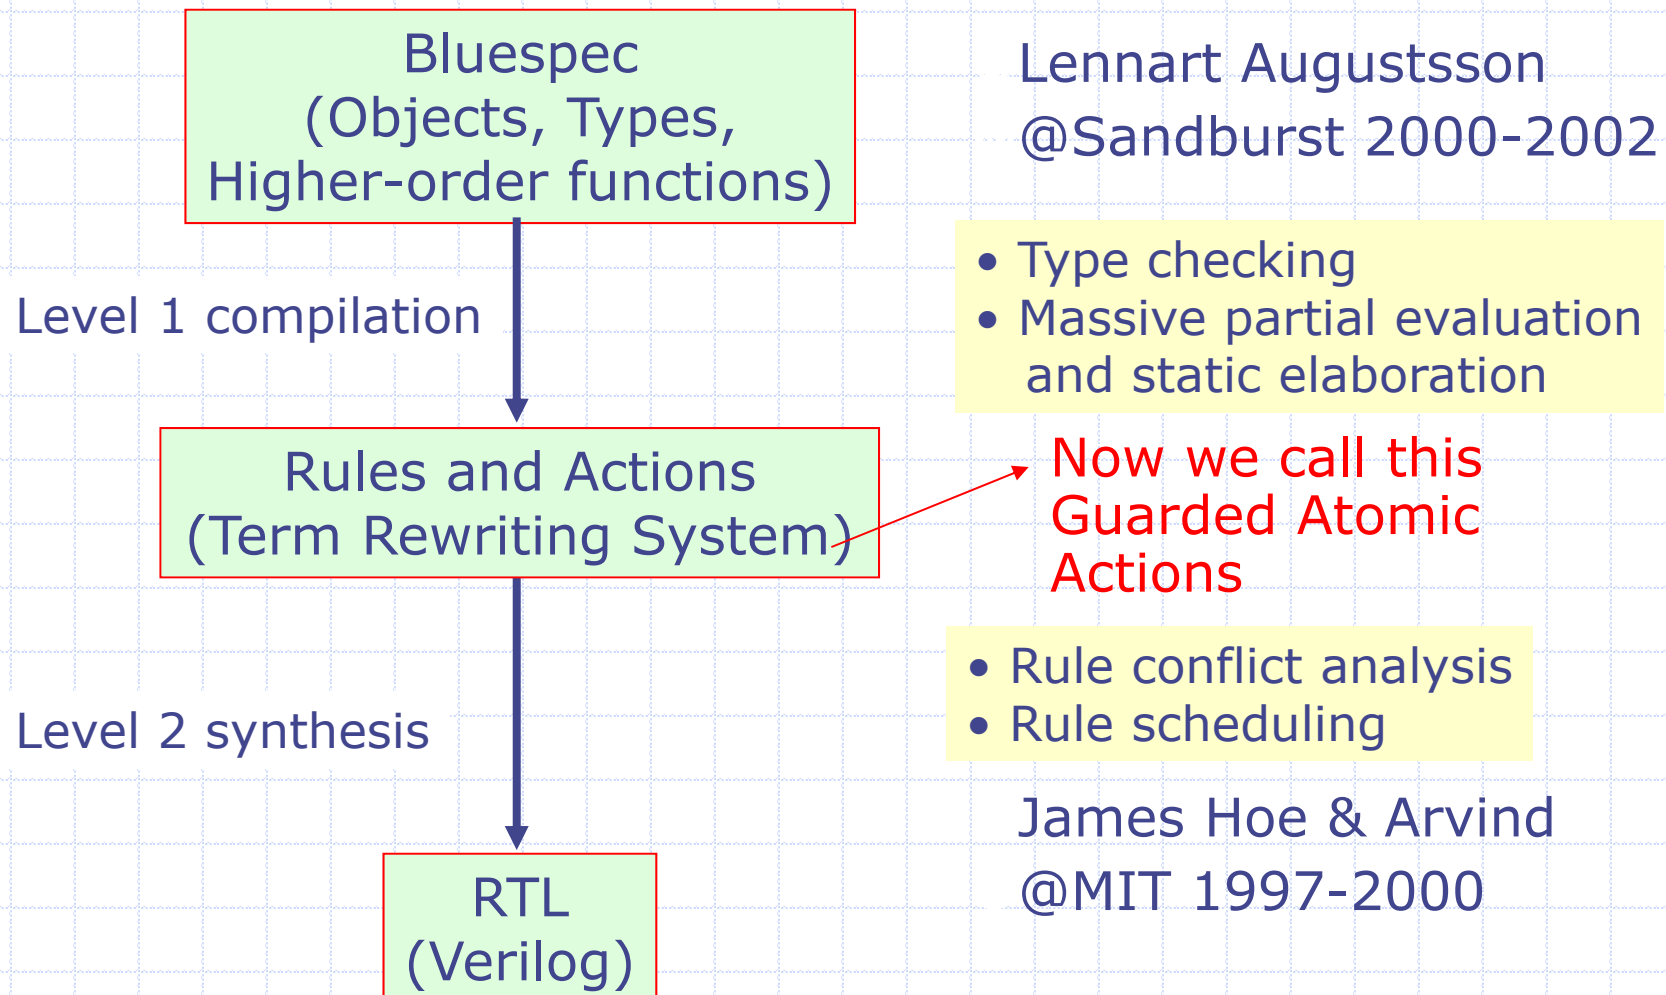 Bluespec
(Objects, Types,
Higher-order functions)
Lennart Augustsson
@Sandburst 2000-2002
Level 1 compilation
• Type checking
• Massive partial evaluation
and static elaboration
Rules and Actions
(Term Rewriting System)
Now we call this
Guarded Atomic
Actions
Level 2 synthesis
• Rule conflict analysis
• Rule scheduling
James Hoe & Arvind
@MIT 1997-2000
RTL
(Verilog)